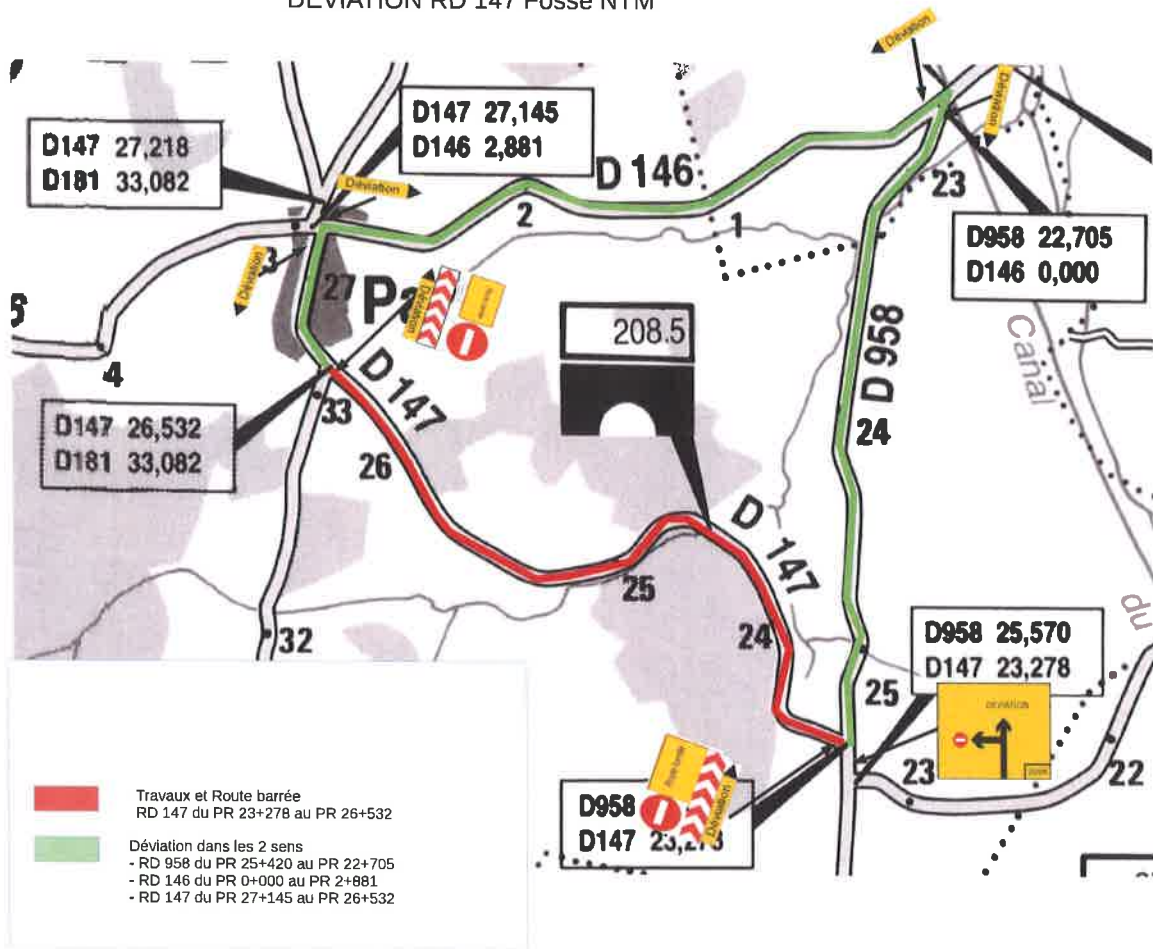 DEVIATION RD 147 Fosse NTM
Déviation
D147 27,145
D146 2,881
D147 27,218
D181 33,082
Déviation
Déviation
D 146
23
2
1
3
D958 22,705
D146 0,000
Déviation
27
Déviation
208.5
D 958
Canal
4
D 147
33
D147 26,532
D181 33,082
26
24
D 147
25
24
32
du
D958 25,570
D147 23,278
25
DEVIATION
23
22
Route barrée
Déviation
D958
D147
Travaux et Route barrée
RD 147 du PR 23+278 au PR 26+532
Déviation dans les 2 sens
- RD 958 du PR 25+420 au PR 22+705
- RD 146 du PR 0+000 au PR 2+881
- RD 147 du PR 27+145 au PR 26+532